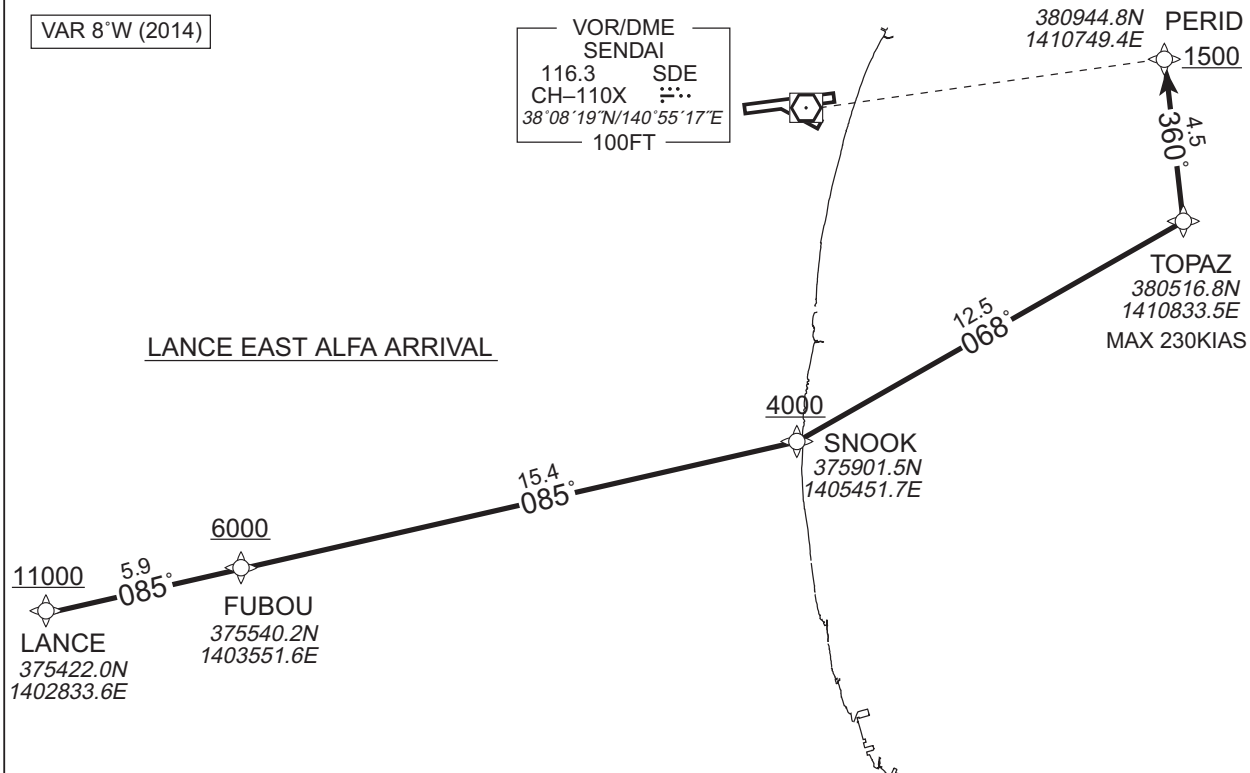 VAR 8°W (2014)
VOR/DME
SENDAI
116.3 SDE
CH–110X
38°08´19˝N/140°55´17˝E
100FT
380944.8N PERID
1410749.4E 1500
4.5
360°
TOPAZ
380516.8N
1410833.5E
MAX 230KIAS
12.5
068°
LANCE EAST ALFA ARRIVAL
4000
SNOOK
375901.5N
1405451.7E
15.4
085°
6000
FUBOU
375540.2N
1403551.6E
5.9
085°
11000
LANCE
375422.0N
1402833.6E